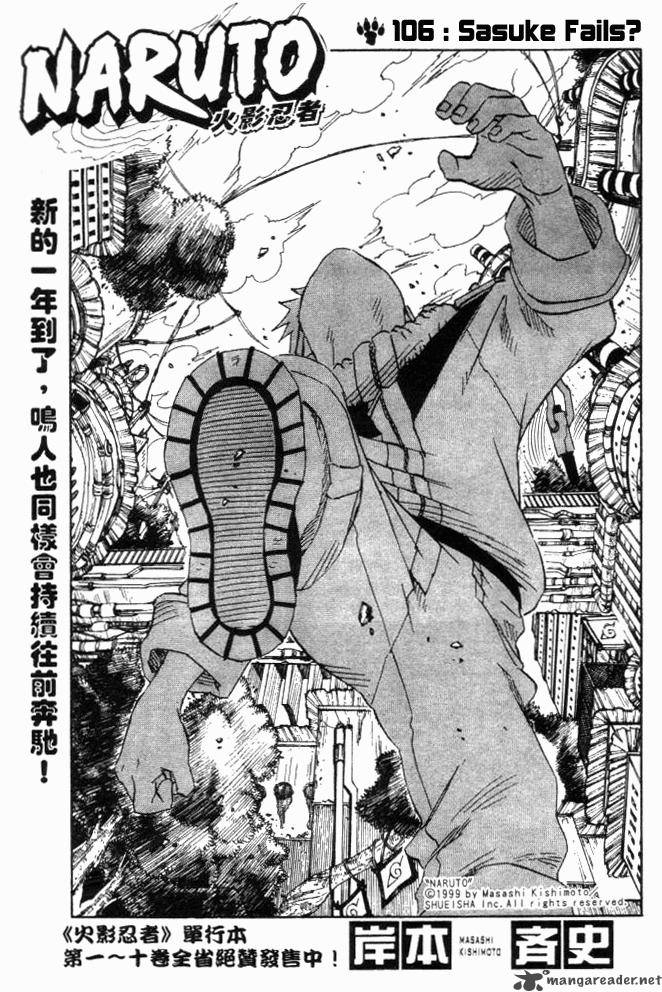 NARUTO
火影忍者
106 : Sasuke Fails?
新的一年到了，鳴人也同樣會持續往前奔馳！
"NARUTO"
©1999 by Masashi Kishimoto/
SHUEISHA Inc. All rights reserved.
《火影忍者》單行本
第一～十卷全省絕贊發售中！
岸本 MASASHI KISHIMOTO 斉史
mangareader.net